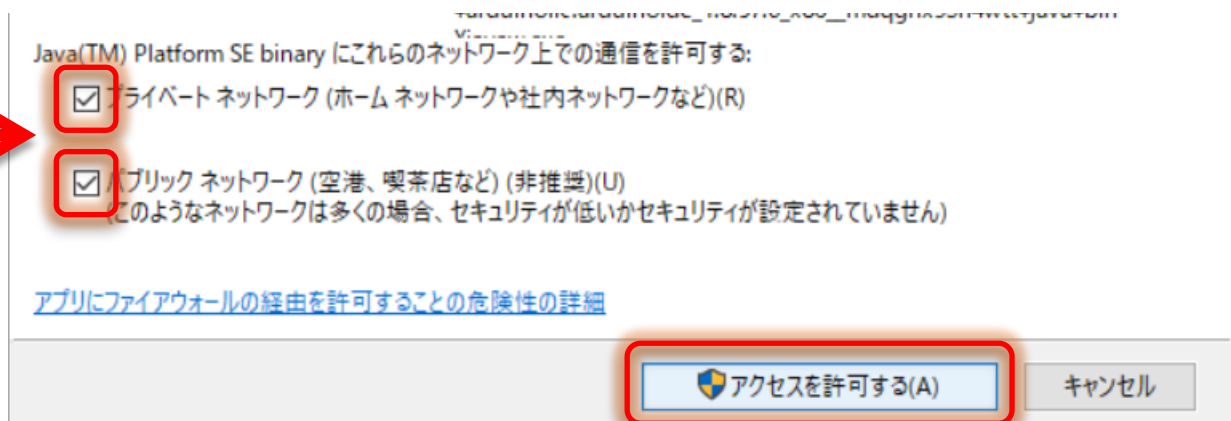 Java(TM) Platform SE binary にこれらのネットワーク上での通信を許可する:
プライベート ネットワーク (ホーム ネットワークや社内ネットワークなど)(R)
パブリック ネットワーク (空港、喫茶店など) (非推奨)(U)
(このようなネットワークは多くの場合、セキュリティが低いかセキュリティが設定されていません)
アプリにファイアウォールの経由を許可することの危険性の詳細
アクセスを許可する(A)
キャンセル